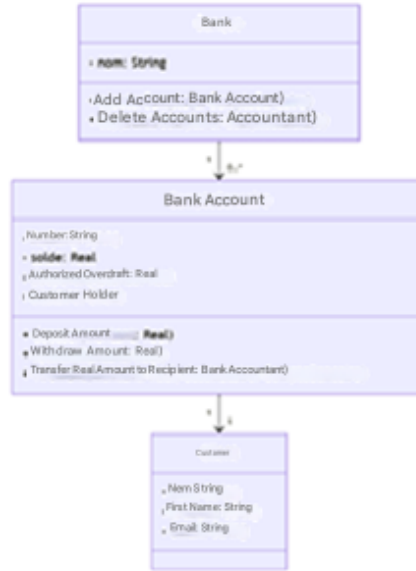 Bank
nom: String
Add Account: Bank Account)
Delete Accounts: Accountant)
0..*
Bank Account
Number: String
solde: Real
Authorized Overdraft: Real
Customer Holder
Deposit Amount Real)
Withdraw Amount: Real)
Transfer Real Amount to Recipient: Bank Accountant)
Customer
Nem String
First Name: String
Email: String